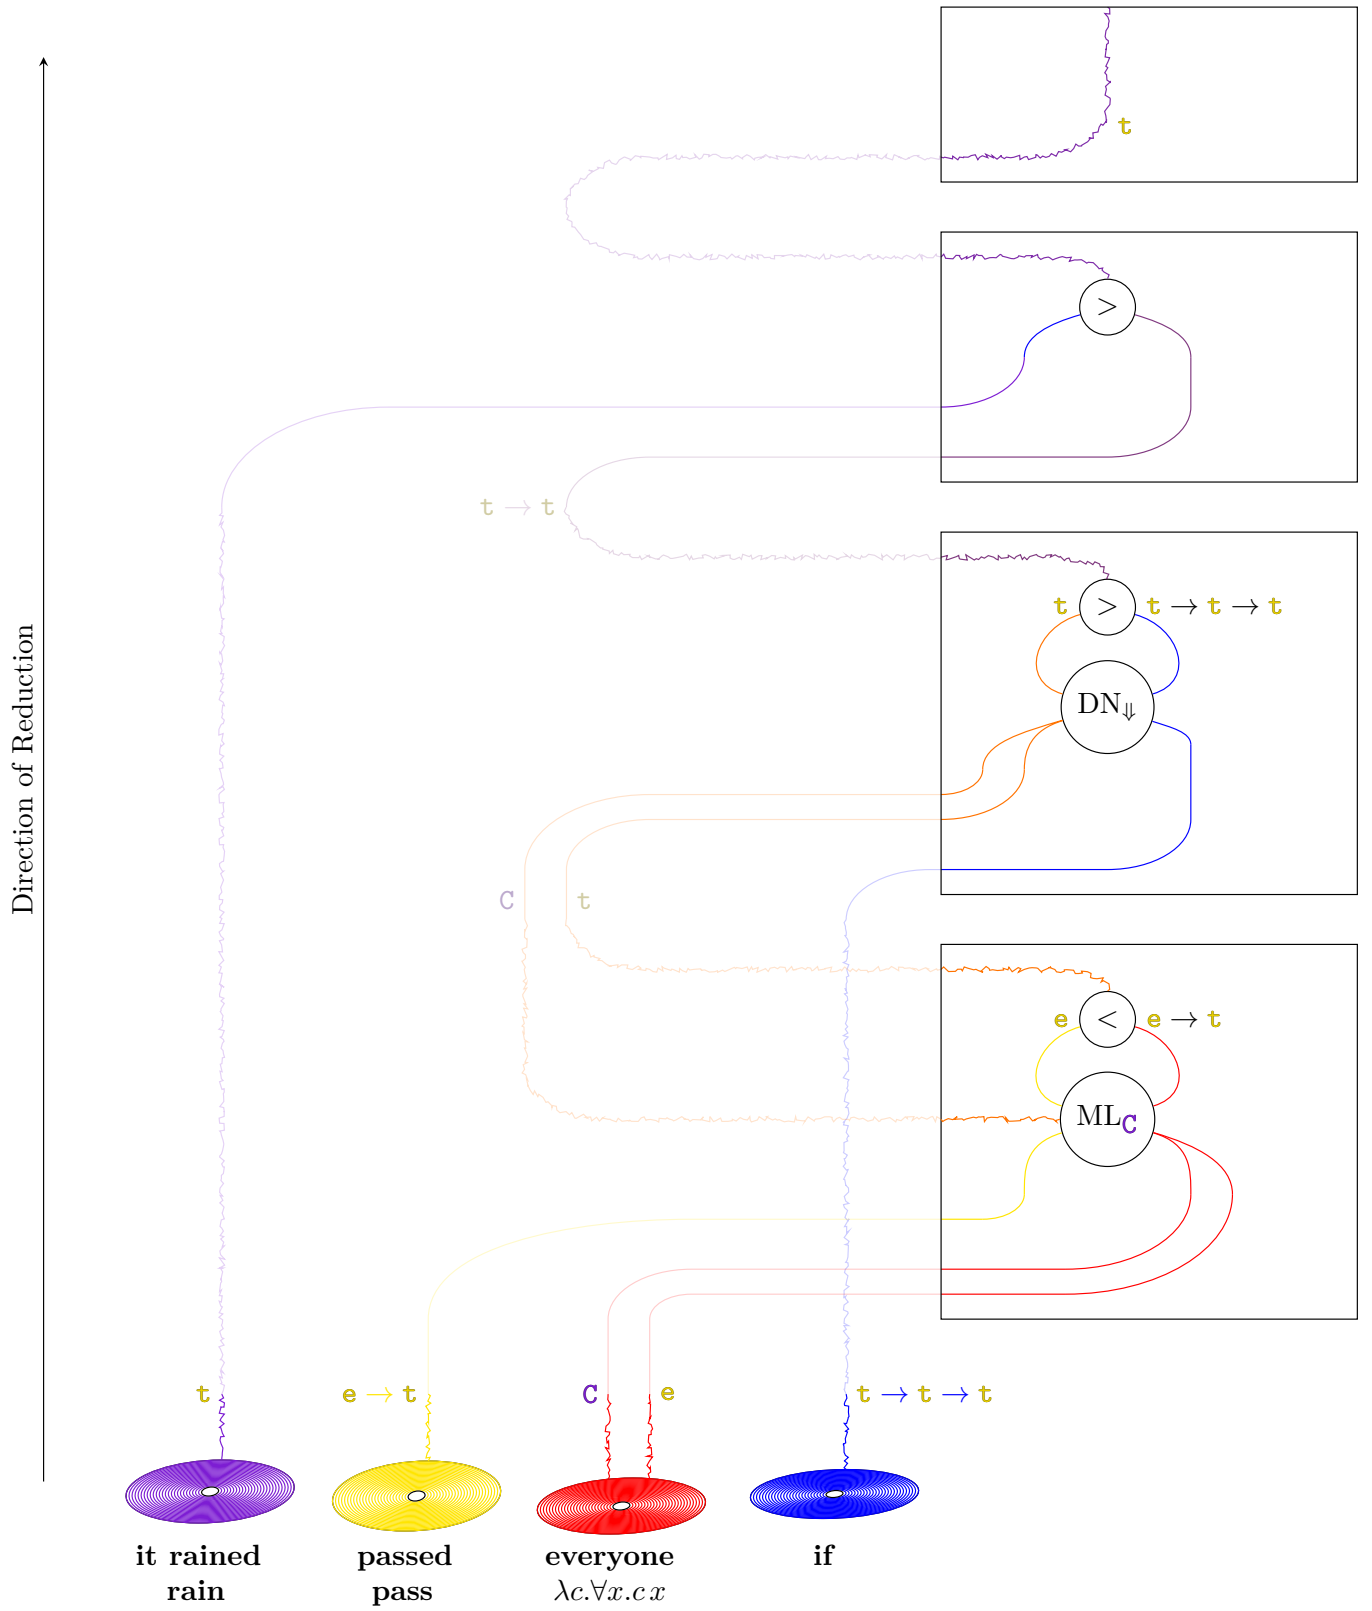 t
>
t → t
t > t → t → t
DN⇓
C t
e < e → t
ML_C
t e → t C e t → t → t
it rained passed everyone if
rain pass λc.∀x.c x
Direction of Reduction